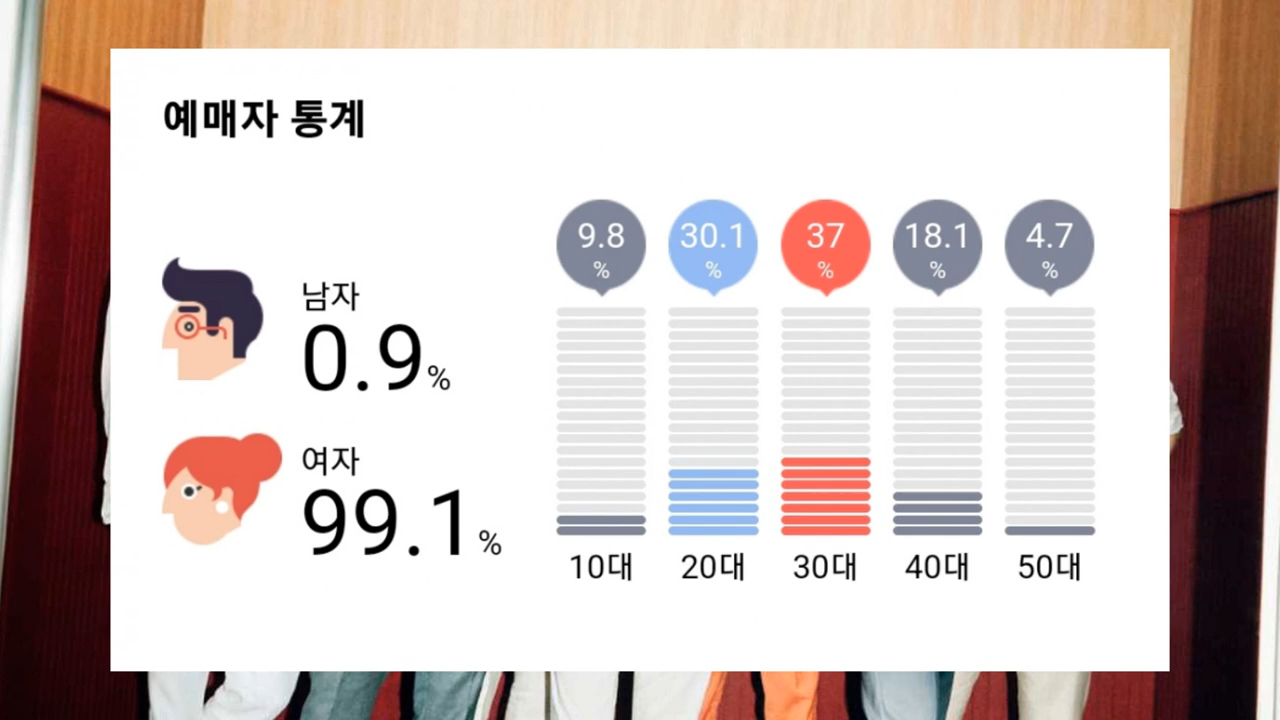 예매자 통계
남자
0.9%
여자
99.1%
9.8 %
30.1 %
37 %
18.1 %
4.7 %
10대
20대
30대
40대
50대